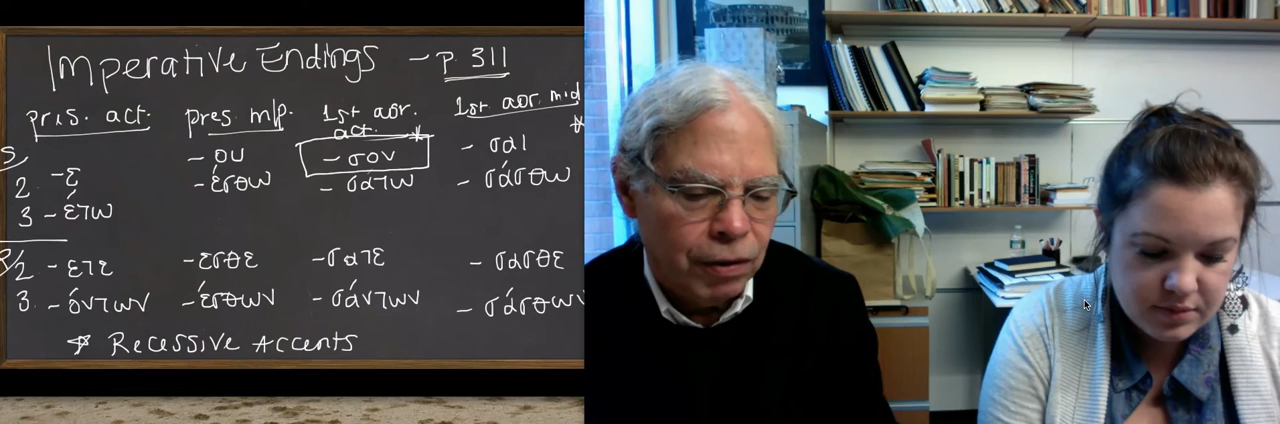 Imperative Endings - p. 311
pres. act. pres m/p. 1st aor. act. * 1st aor. mid *
S
-ου -σον -σαι
2 -ε -έσθω -σάτω -σάσθω
3 -έτω
2 -ετε -εσθε -σατε -σασθε
3. -όντων -έσθων -σάντων -σάσθων
* Recessive Accents